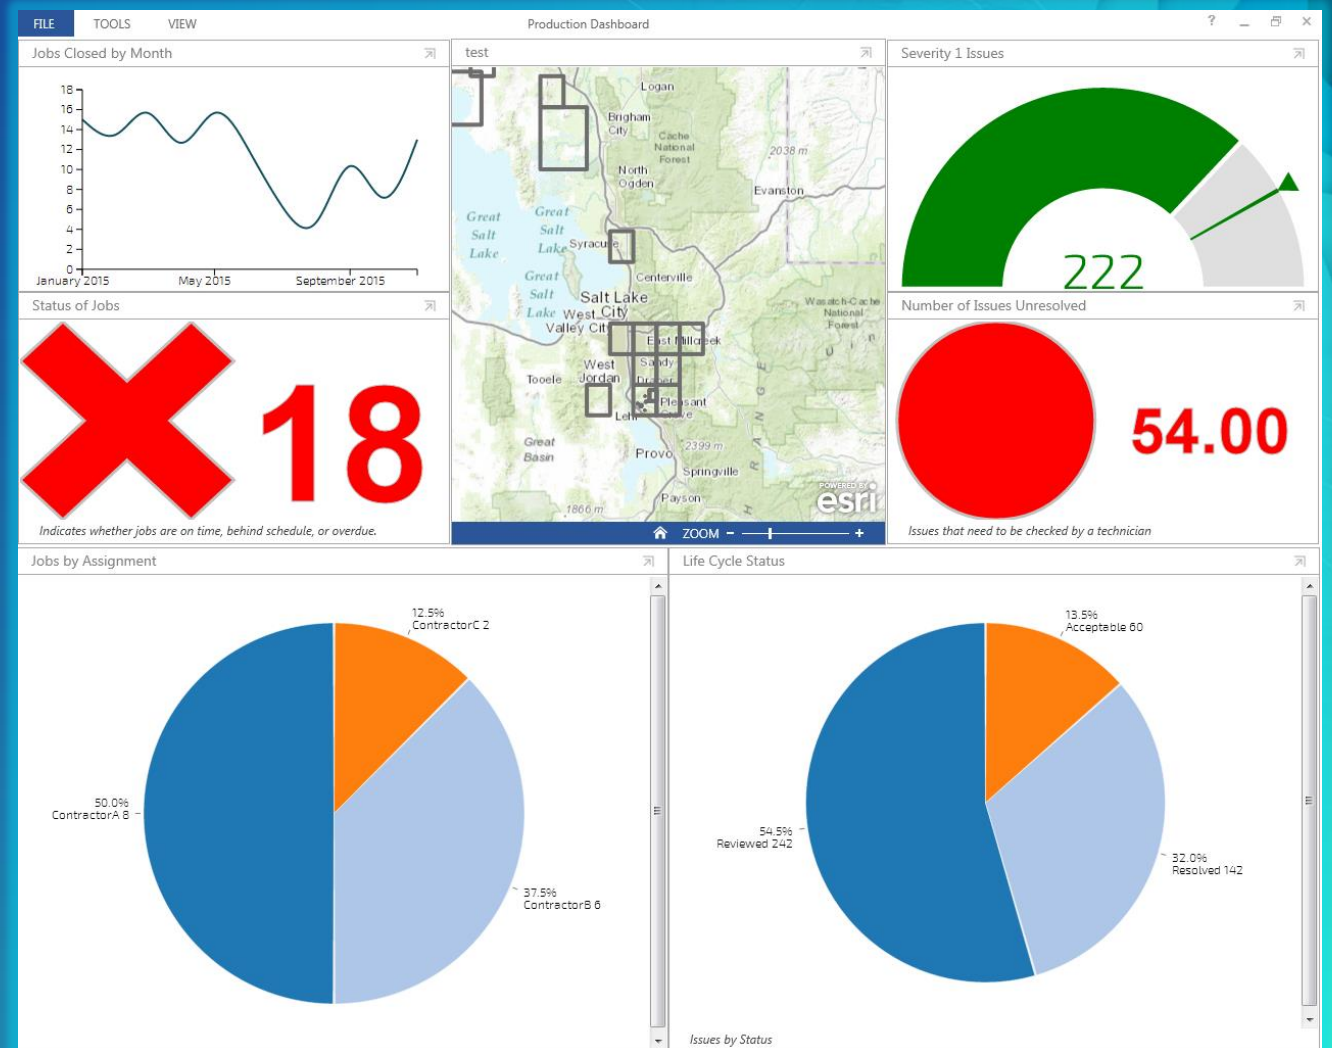 FILE TOOLS VIEW Production Dashboard ?
Jobs Closed by Month
18
16
14
12
10
8
6
4
2
0
January 2015 May 2015 September 2015
test
Logan
Brigham
City
Cache
National
Forest
2038 m
North
Ogden
Evanston
Great
Salt
Lake
Great
Salt
Lake
Syracuse
Great
Salt
Lake
Centerville
Salt Lake
City
West
Valley City
Wasatch-Cache
National
Forest
East Millcreek
West
Jordan
Sandy
Tooele
Draper
Pleasant
Grove
Lehi
Great
Basin
Provo
2399 m
Springville
Payson
1866 m
U i n
R A N G E
H
POWERED BY
esri
ZOOM
Severity 1 Issues
222
Status of Jobs
18
Indicates whether jobs are on time, behind schedule, or overdue.
Number of Issues Unresolved
54.00
Issues that need to be checked by a technician
Jobs by Assignment
12.5%
ContractorC 2
50.0%
ContractorA 8
37.5%
ContractorB 6
Life Cycle Status
13.5%
Acceptable 60
54.5%
Reviewed 242
32.0%
Resolved 142
Issues by Status